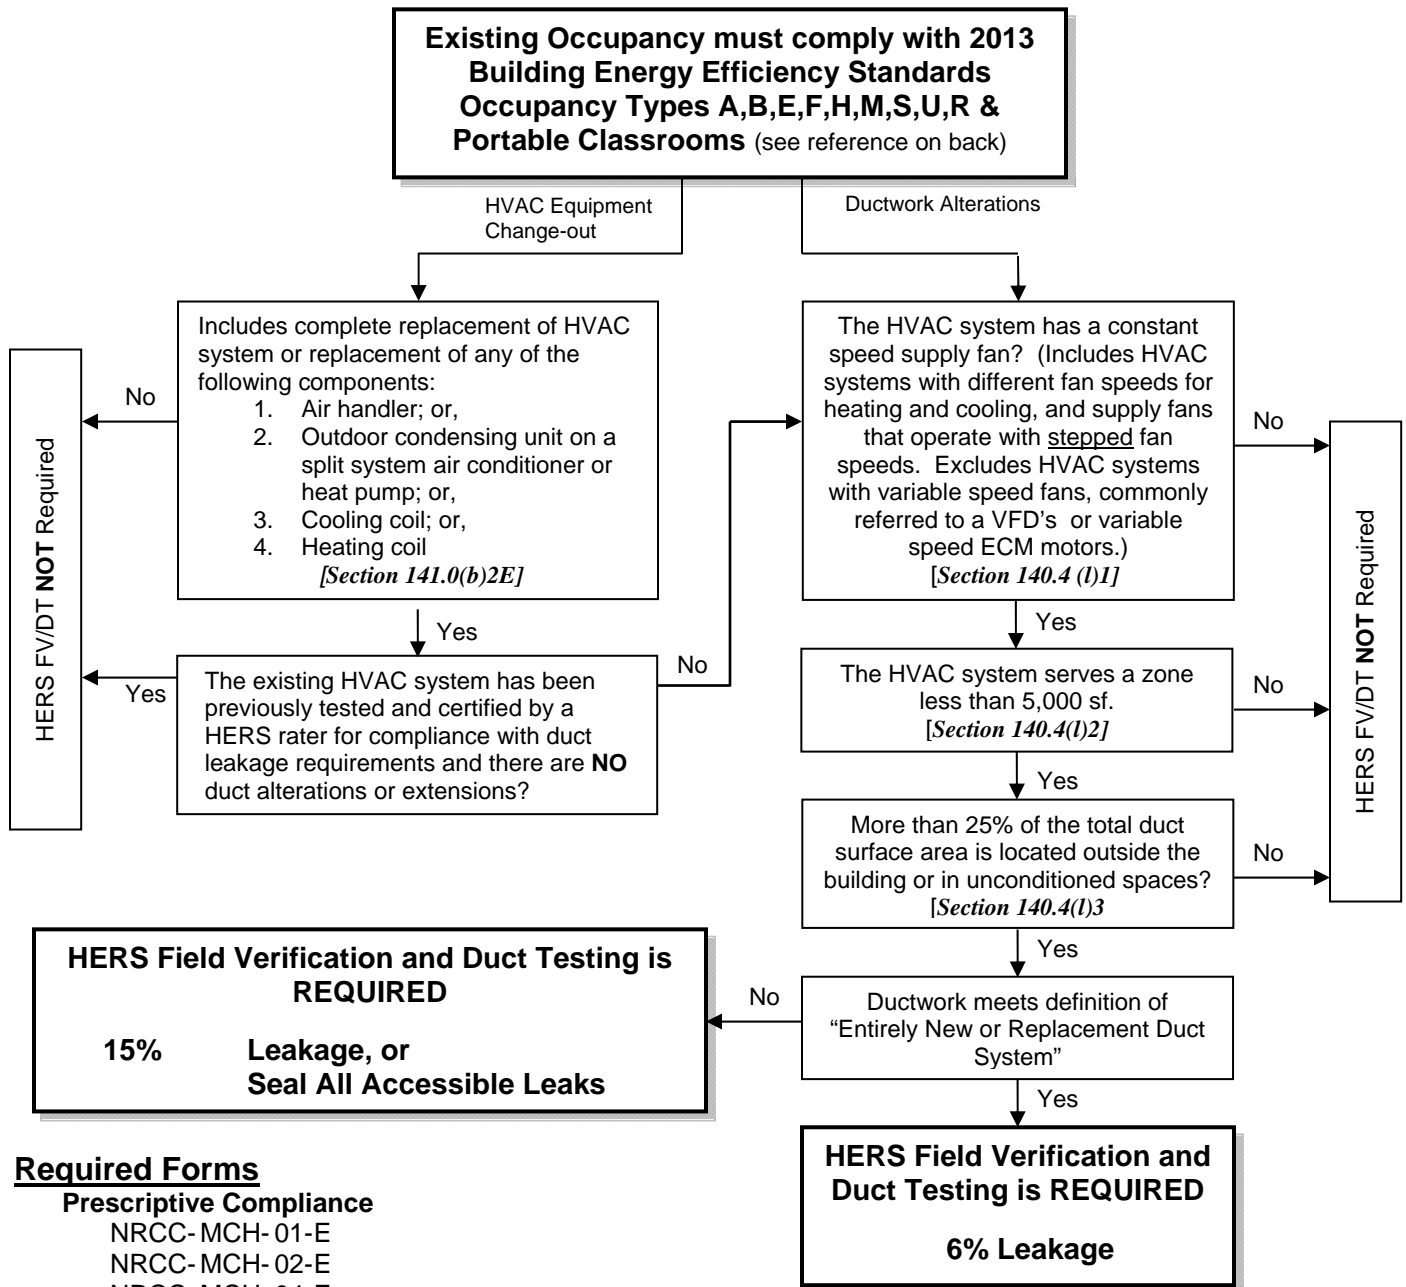 Existing Occupancy must comply with 2013
Building Energy Efficiency Standards
Occupancy Types A,B,E,F,H,M,S,U,R &
Portable Classrooms (see reference on back)
HVAC Equipment
Change-out
Ductwork Alterations
Includes complete replacement of HVAC
system or replacement of any of the
following components:
1. Air handler; or,
2. Outdoor condensing unit on a
split system air conditioner or
heat pump; or,
3. Cooling coil; or,
4. Heating coil
[Section 141.0(b)2E]
No
HERS FV/DT NOT Required
Yes
Yes
The existing HVAC system has been
previously tested and certified by a
HERS rater for compliance with duct
leakage requirements and there are NO
duct alterations or extensions?
No
The HVAC system has a constant
speed supply fan? (Includes HVAC
systems with different fan speeds for
heating and cooling, and supply fans
that operate with stepped fan
speeds. Excludes HVAC systems
with variable speed fans, commonly
referred to a VFD's or variable
speed ECM motors.)
[Section 140.4 (l)1]
No
HERS FV/DT NOT Required
Yes
The HVAC system serves a zone
less than 5,000 sf.
[Section 140.4(l)2]
No
Yes
More than 25% of the total duct
surface area is located outside the
building or in unconditioned spaces?
[Section 140.4(l)3
No
Yes
Ductwork meets definition of
"Entirely New or Replacement Duct
System"
No
HERS Field Verification and Duct Testing is
REQUIRED
15% Leakage, or
Seal All Accessible Leaks
Yes
HERS Field Verification and
Duct Testing is REQUIRED
6% Leakage
Required Forms
Prescriptive Compliance
NRCC-MCH-01-E
NRCC-MCH-02-E